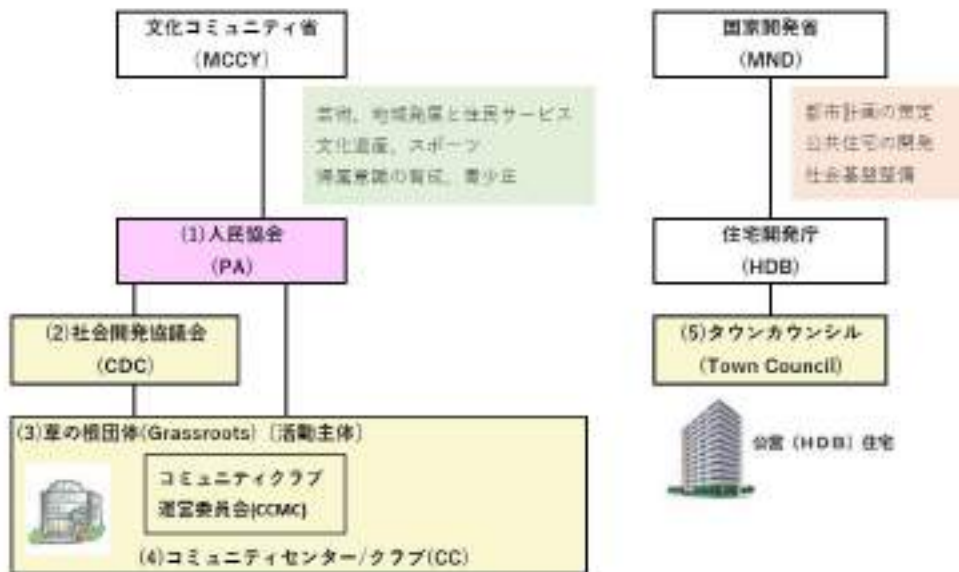 文化コミュニティ省
(MCCY)
芸術、地域発展と住民サービス
文化遺産、スポーツ
帰属意識の育成、青少年
(1)人民協会
(PA)
(2)社会開発協議会
(CDC)
(3)草の根団体(Grassroots)〔活動主体〕
コミュニティクラブ
運営委員会(CCMC)
(4)コミュニティセンター/クラブ(CC)
国家開発省
(MND)
都市計画の策定
公共住宅の開発
社会基盤整備
住宅開発庁
(HDB)
(5)タウンカウンシル
(Town Council)
公営（HDB）住宅